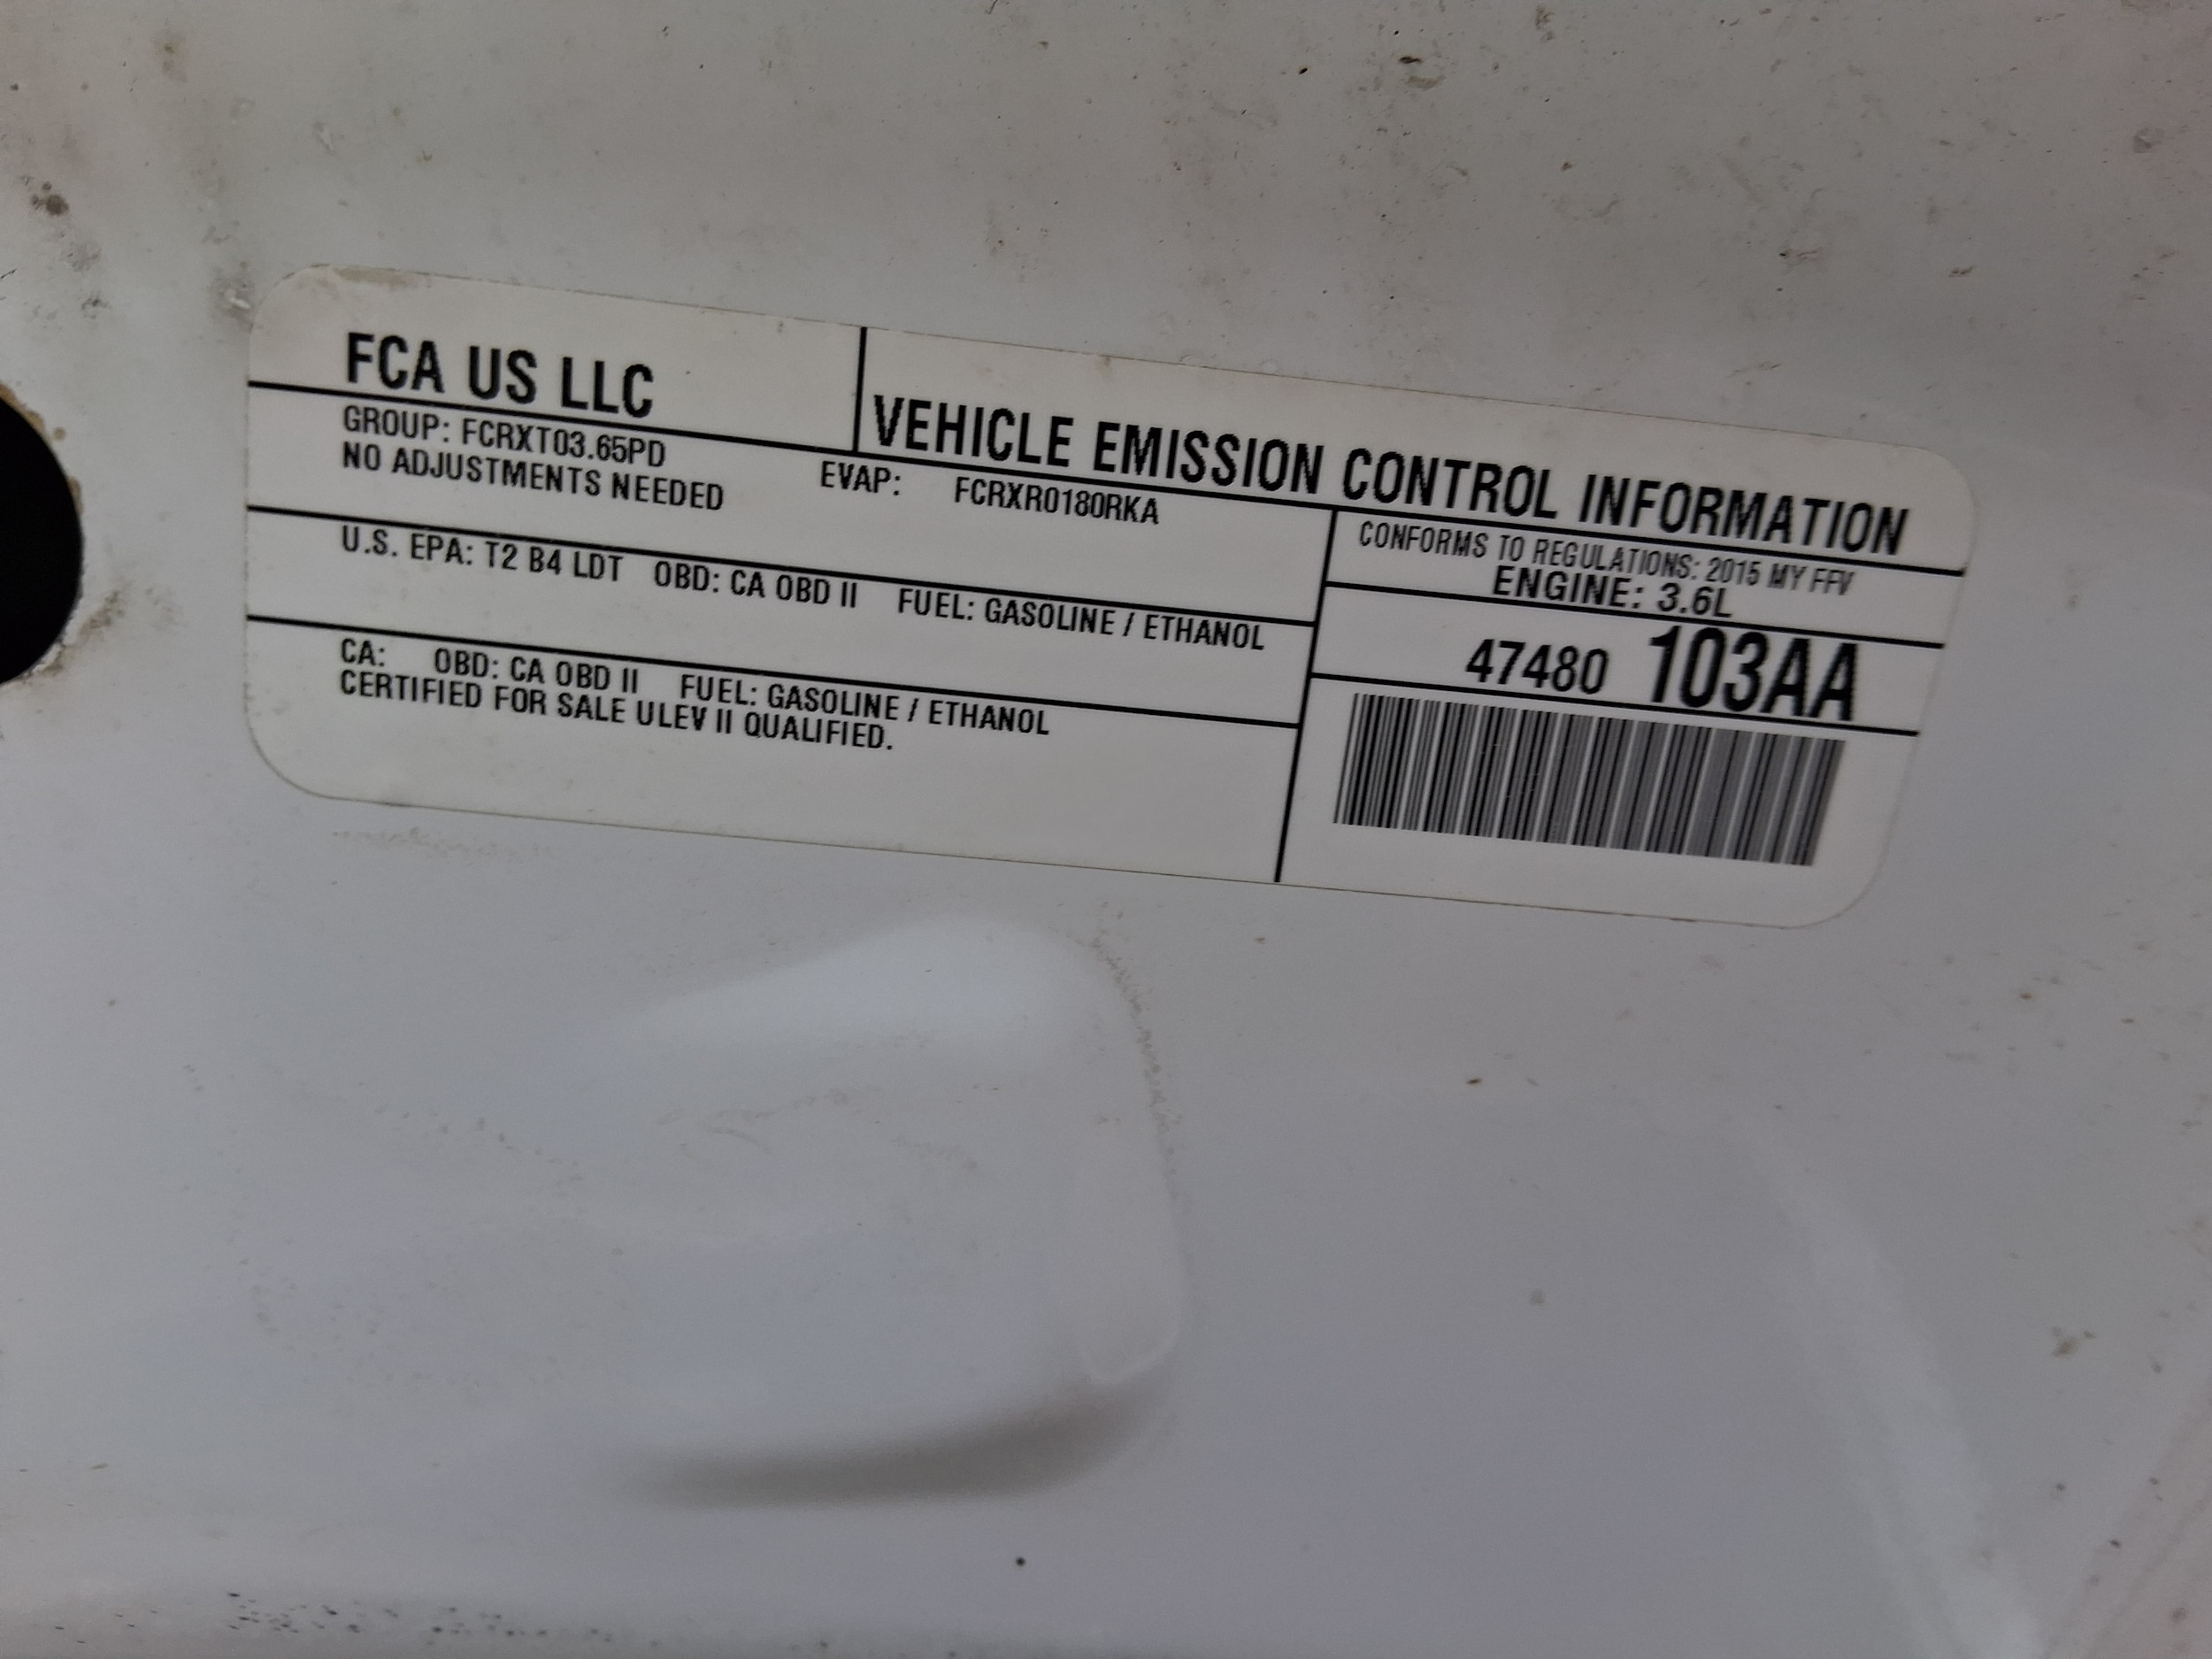 FCA US LLC
VEHICLE EMISSION CONTROL INFORMATION
GROUP: FCRXT03.65PD
EVAP: FCRXR0180RKA
NO ADJUSTMENTS NEEDED
CONFORMS TO REGULATIONS: 2015 MY FFV
ENGINE: 3.6L
U.S. EPA: T2 B4 LDT OBD: CA OBD II FUEL: GASOLINE / ETHANOL
47480 103AA
CA: OBD: CA OBD II FUEL: GASOLINE / ETHANOL
CERTIFIED FOR SALE ULEV II QUALIFIED.